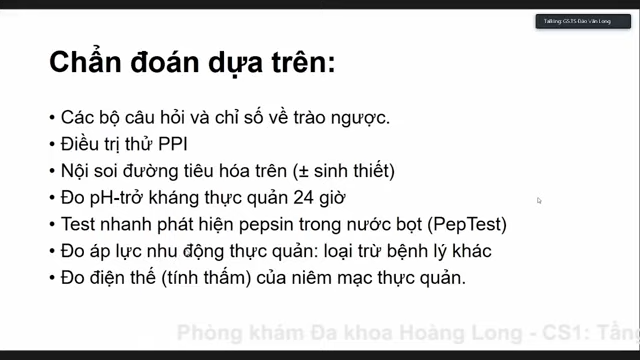 Talking: GS.TS Đào Văn Long
Chẩn đoán dựa trên:
• Các bộ câu hỏi và chỉ số về trào ngược.
• Điều trị thử PPI
• Nội soi đường tiêu hóa trên (± sinh thiết)
• Đo pH-trở kháng thực quản 24 giờ
• Test nhanh phát hiện pepsin trong nước bọt (PepTest)
• Đo áp lực nhu động thực quản: loại trừ bệnh lý khác
• Đo điện thế (tính thấm) của niêm mạc thực quản.
Phòng khám Đa khoa Hoàng Long - CS1: Tầng